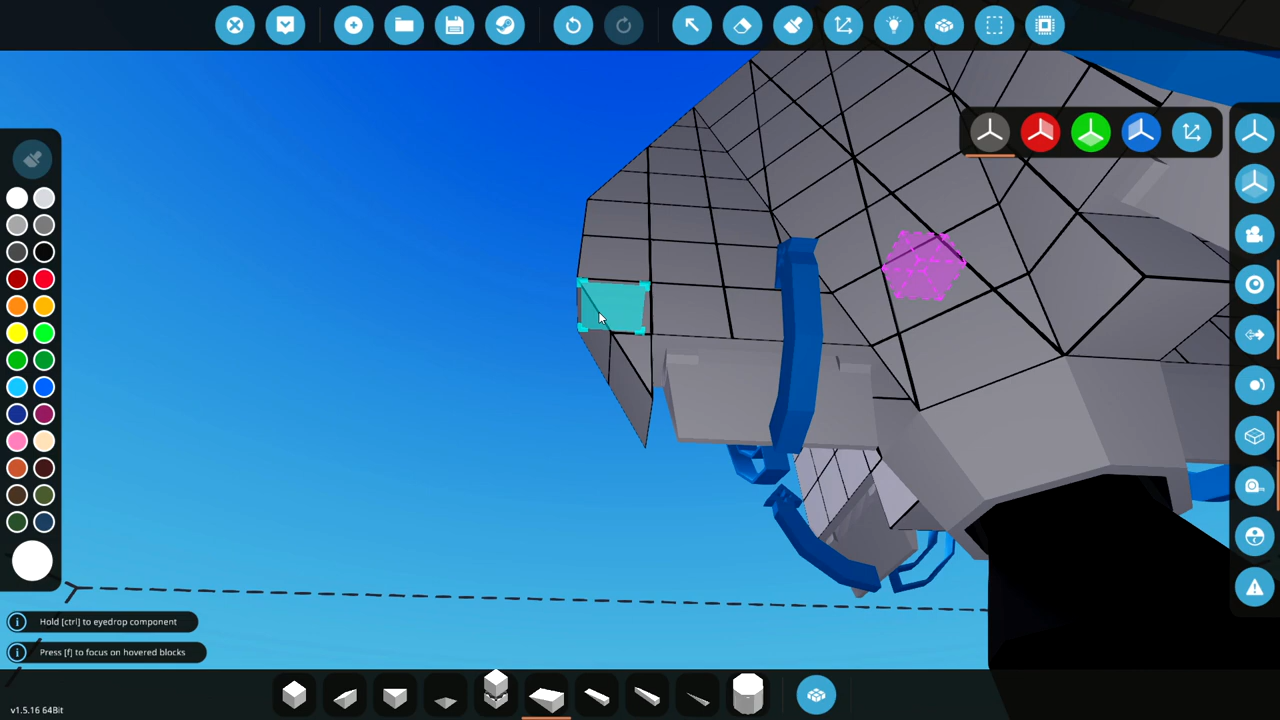 Hold [ctrl] to eyedrop component
Press [f] to focus on hovered blocks
v1.5.16 64Bit